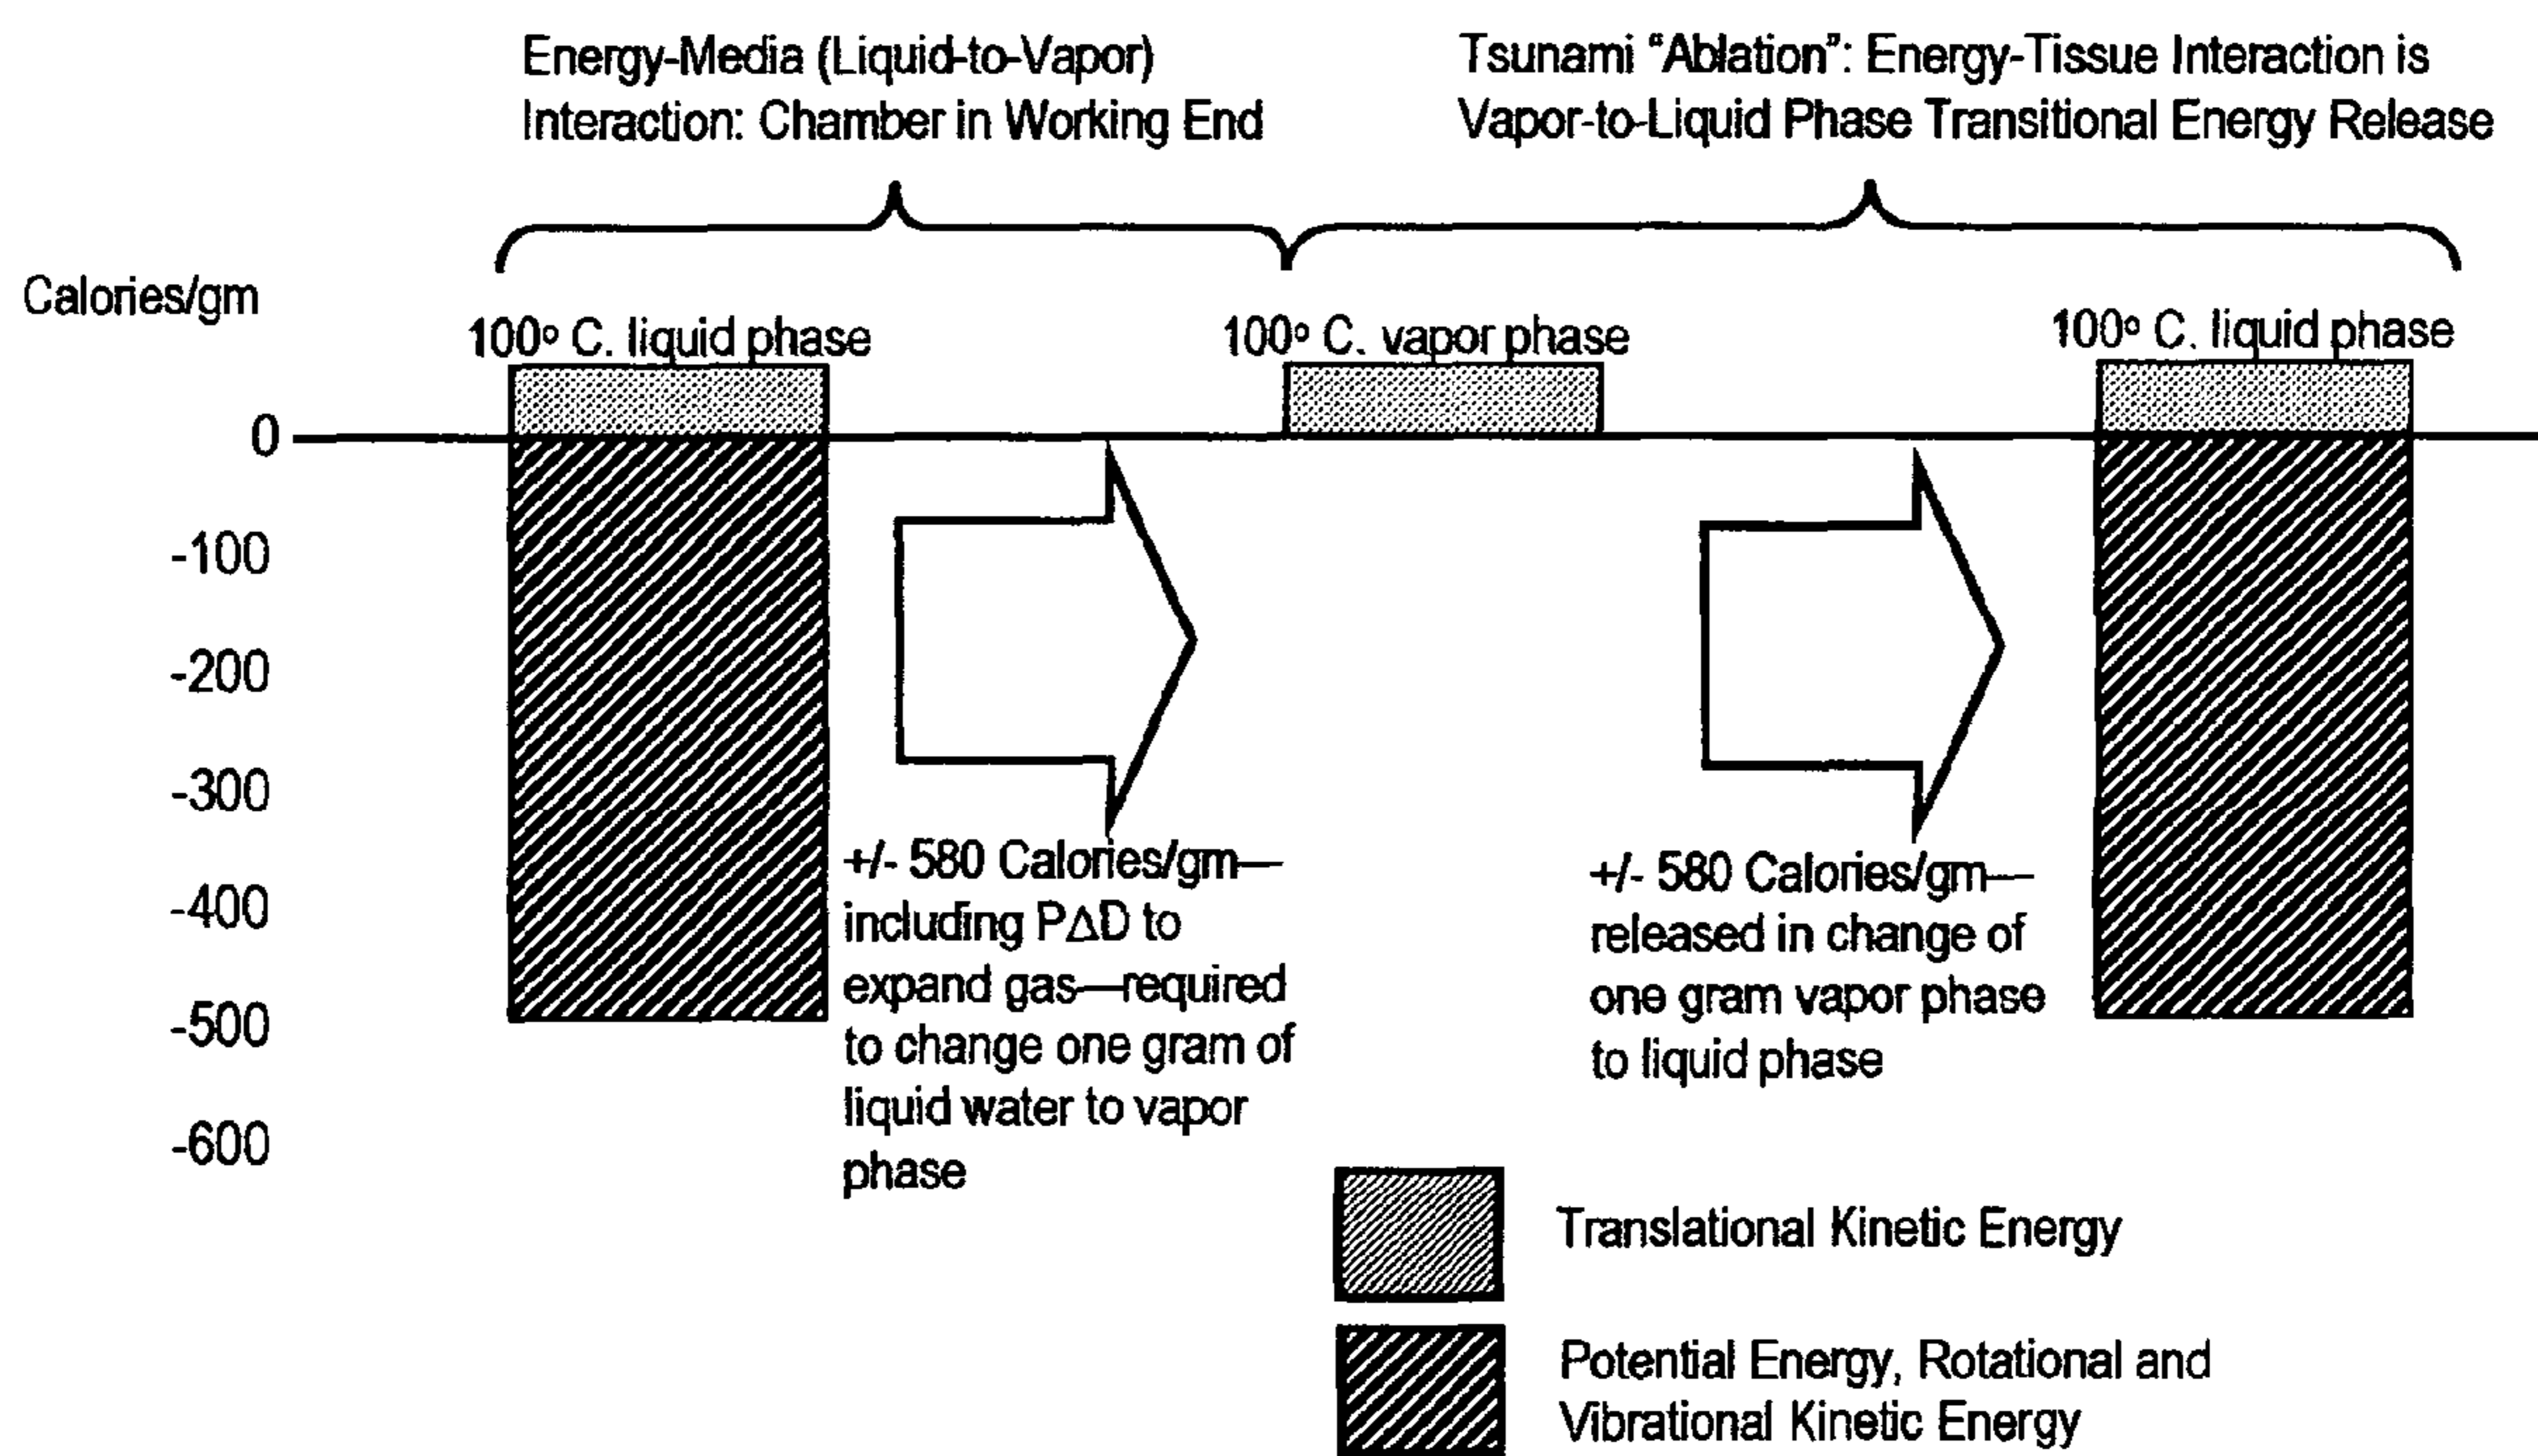 Energy-Media (Liquid-to-Vapor)
Interaction: Chamber in Working End
Tsunami “Ablation”: Energy-Tissue Interaction is
Vapor-to-Liquid Phase Transitional Energy Release
Calories/gm
100º C. liquid phase
100º C. vapor phase
100º C. liquid phase
0
-100
-200
-300
-400
-500
-600
+/- 580 Calories/gm—
including P∆D to
expand gas—required
to change one gram of
liquid water to vapor
phase
+/- 580 Calories/gm—
released in change of
one gram vapor phase
to liquid phase
Translational Kinetic Energy
Potential Energy, Rotational and
Vibrational Kinetic Energy